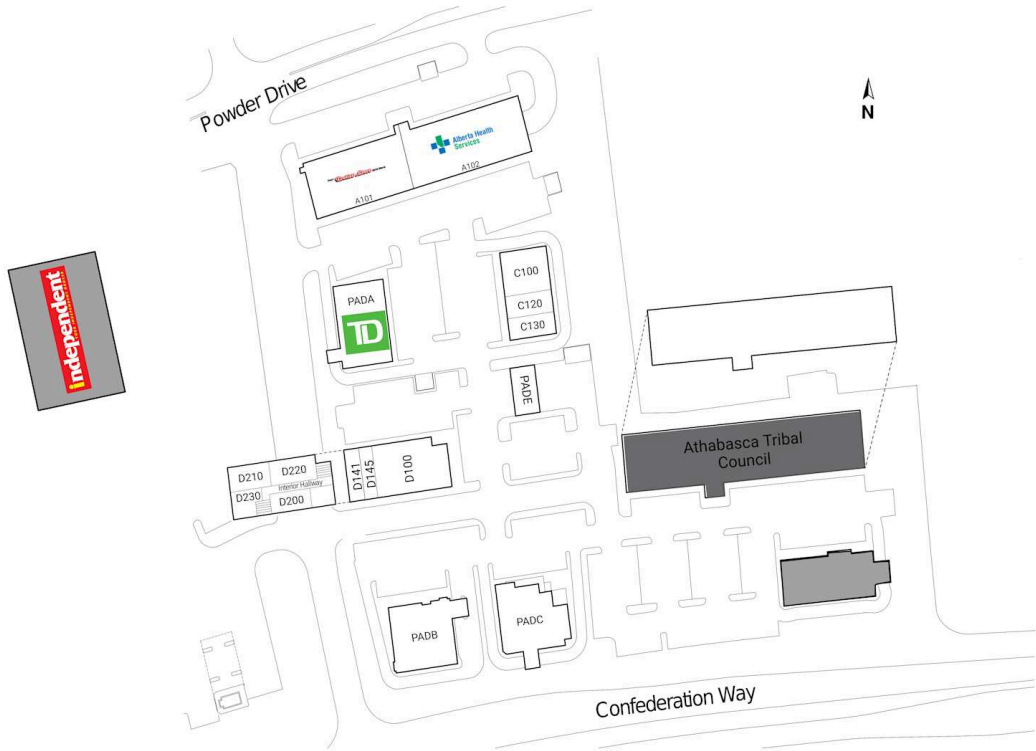 Powder Drive
N
Alberta Health
Services
A102
A101
C100
C120
C130
PADA
TD
independent
PADE
Athabasca Tribal
Council
D210
D220
D230
Interior Hallway
D200
D141
D145
D100
PADB
PADC
Confederation Way